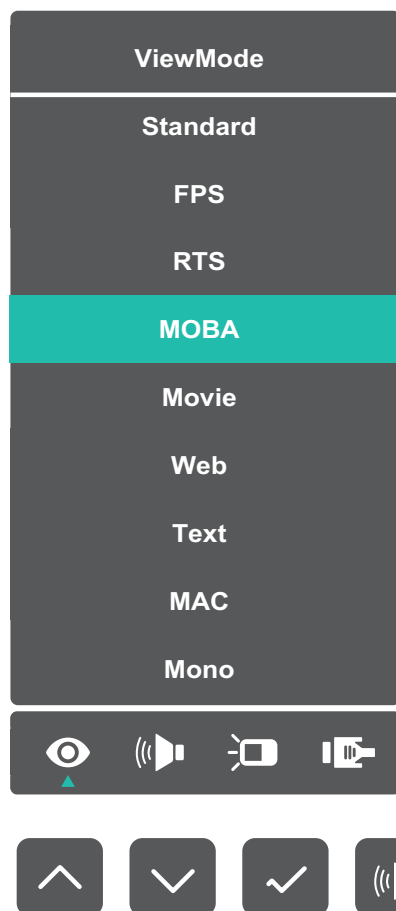 ViewMode
Standard
FPS
RTS
MOBA
Movie
Web
Text
MAC
Mono